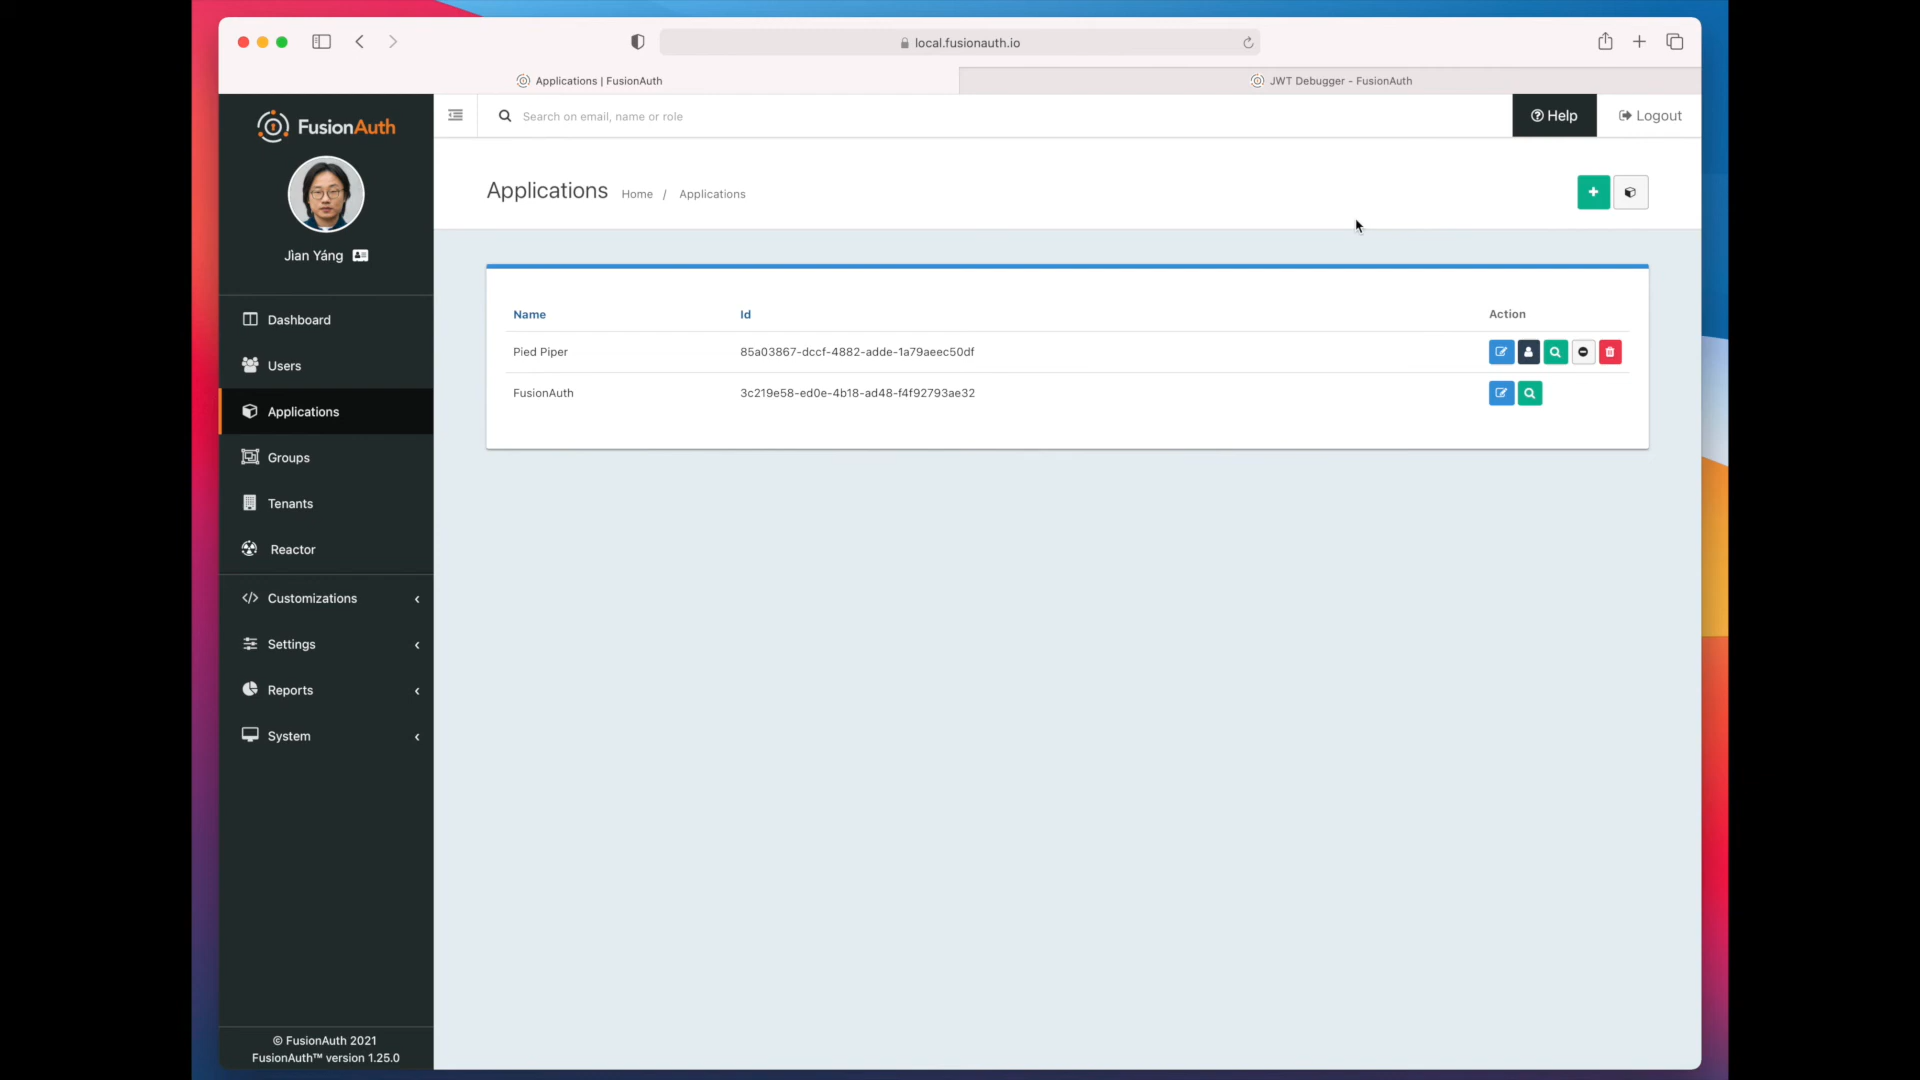 local.fusionauth.io
Applications | FusionAuth
JWT Debugger - FusionAuth
FusionAuth
Search on email, name or role
Help
Logout
Jìan Yáng
Applications
Home / Applications
Dashboard
Users
Applications
Groups
Tenants
Reactor
Customizations
Settings
Reports
System
Name Id Action
Pied Piper 85a03867-dccf-4882-adde-1a79aeec50df
FusionAuth 3c219e58-ed0e-4b18-ad48-f4f92793ae32
© FusionAuth 2021
FusionAuth™ version 1.25.0